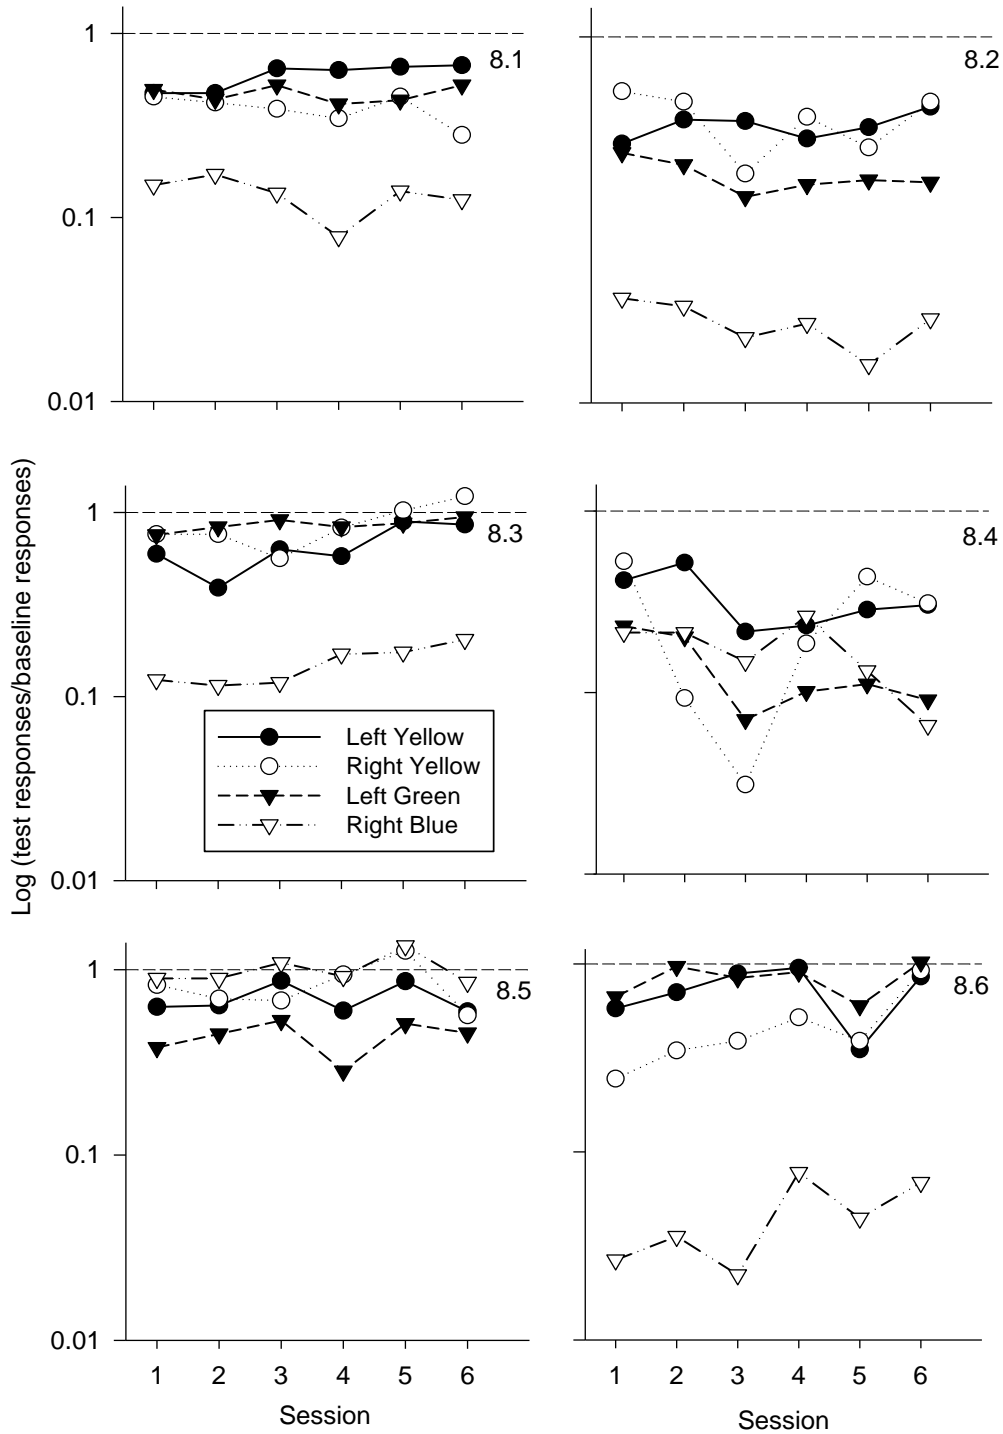 1
8.1
8.2
0.1
0.01
Log (test responses/baseline responses)
1
8.3
8.4
0.1
Left Yellow
Right Yellow
Left Green
Right Blue
0.01
1
8.5
8.6
0.1
0.01
1 2 3 4 5 6
1 2 3 4 5 6
Session
Session